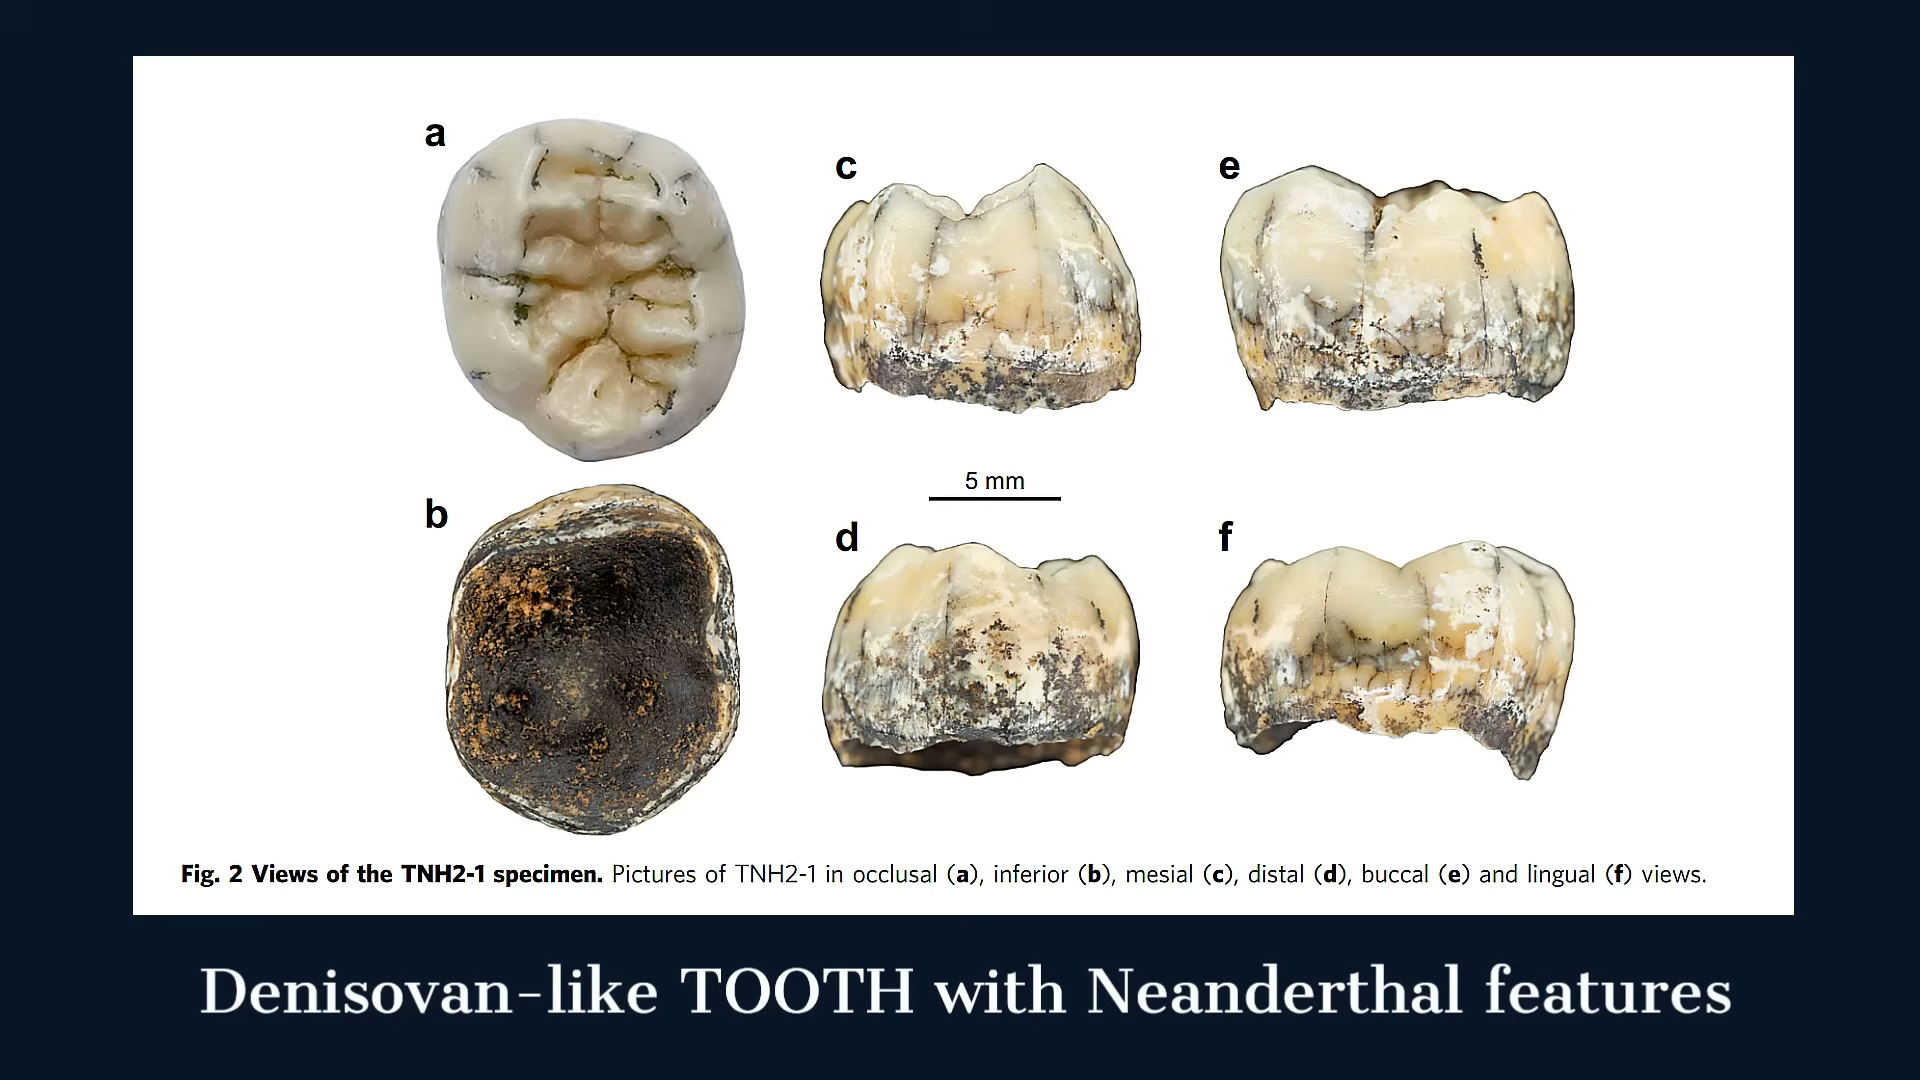 a
c
e
5 mm
b
d
f
Fig. 2 Views of the TNH2-1 specimen. Pictures of TNH2-1 in occlusal (a), inferior (b), mesial (c), distal (d), buccal (e) and lingual (f) views.
Denisovan-like TOOTH with Neanderthal features